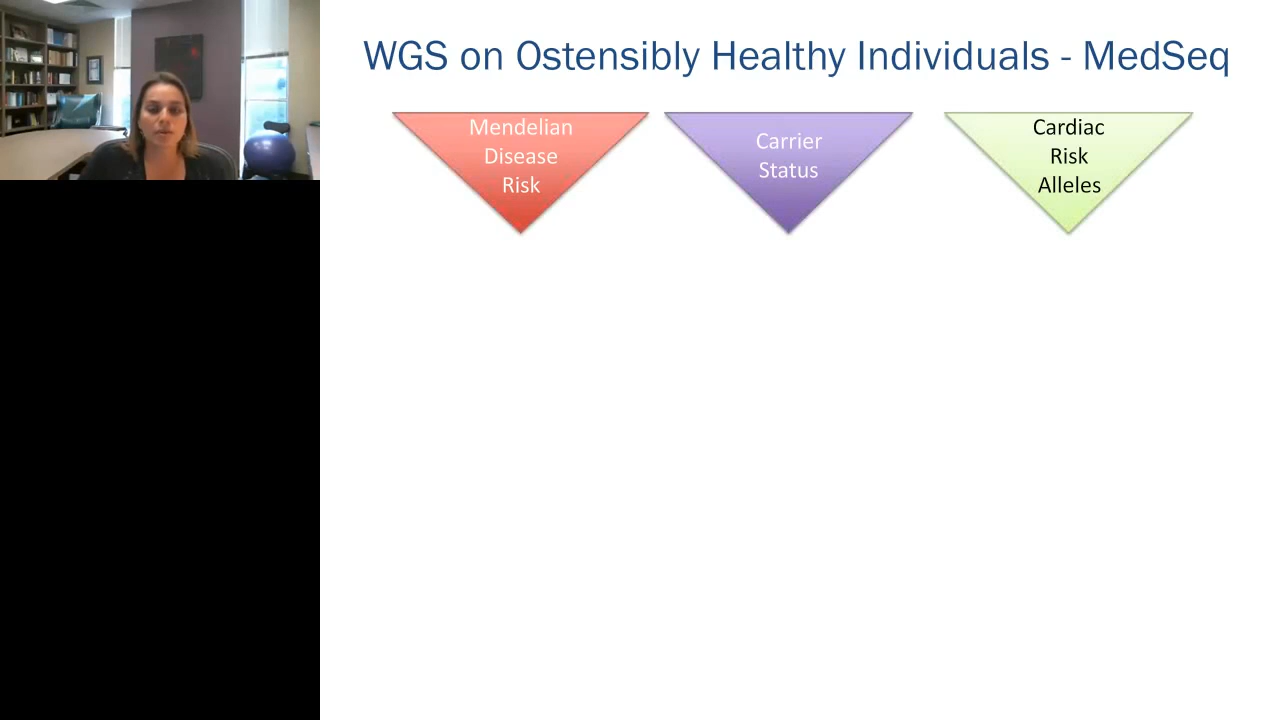 WGS on Ostensibly Healthy Individuals - MedSeq
Mendelian
Disease
Risk
Carrier
Status
Cardiac
Risk
Alleles